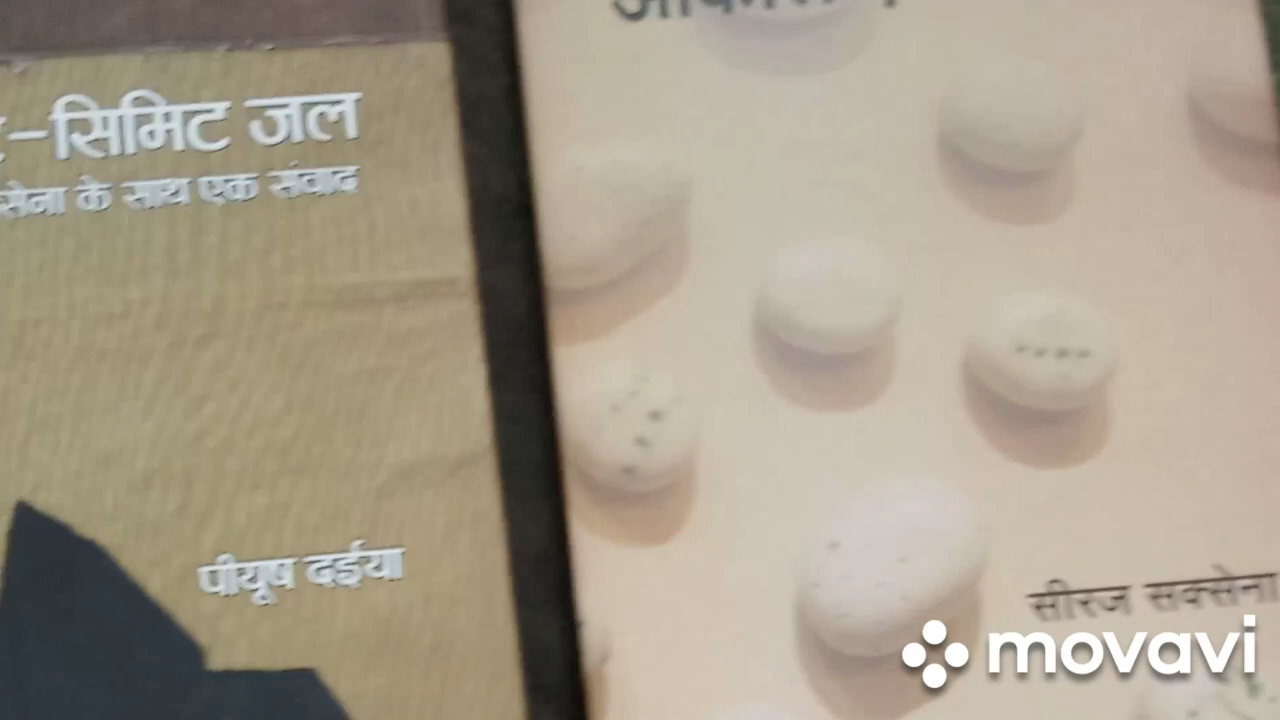 सिमिट जल
के साथ एक संवाद
पीयूष दईया
सीरज सक्सेना
movavi